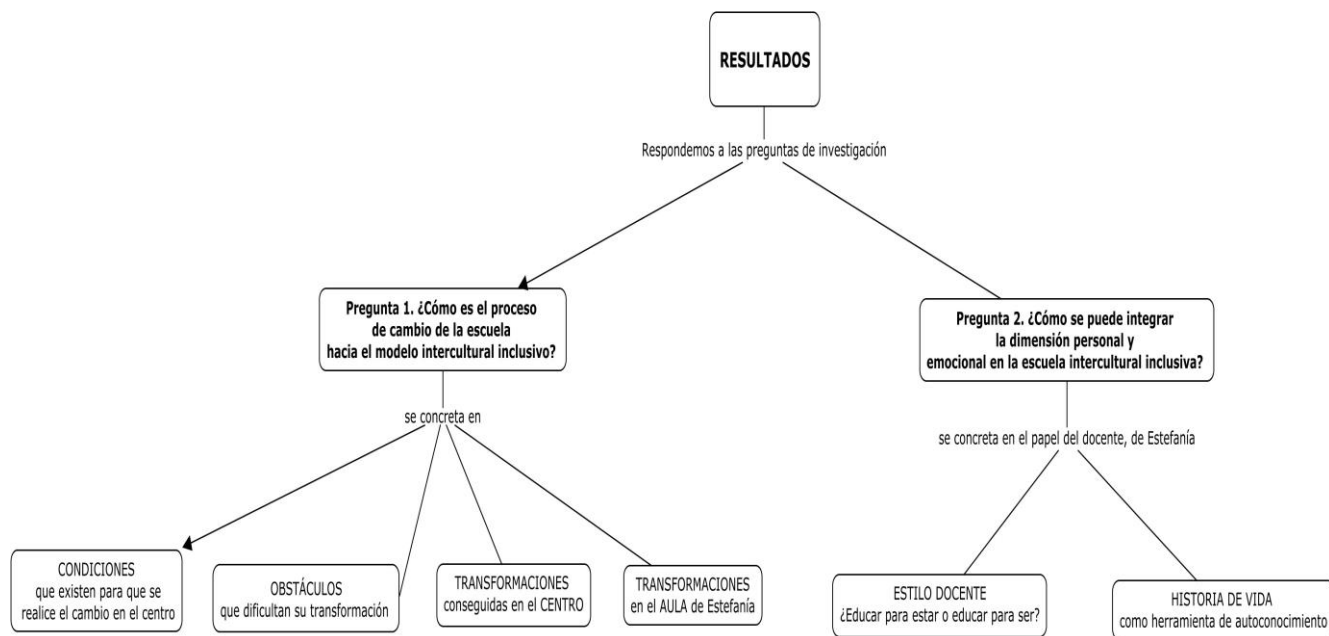 RESULTADOS
Respondemos a las preguntas de investigación
Pregunta 1. ¿Cómo es el proceso
de cambio de la escuela
hacia el modelo intercultural inclusivo?
Pregunta 2. ¿Cómo se puede integrar
la dimensión personal y
emocional en la escuela intercultural inclusiva?
se concreta en
se concreta en el papel del docente, de Estefanía
CONDICIONES
que existen para que se
realice el cambio en el centro
OBSTÁCULOS
que dificultan su transformación
TRANSFORMACIONES
conseguidas en el CENTRO
TRANSFORMACIONES
en el AULA de Estefanía
ESTILO DOCENTE
¿Educar para estar o educar para ser?
HISTORIA DE VIDA
como herramienta de autoconocimiento